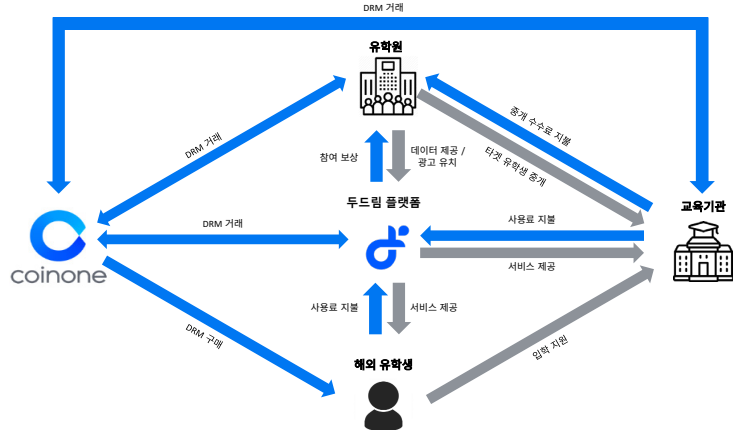 DRM 거래
유학원
DRM 거래
중개 수수료 지불
타겟 유학생 중개
참여 보상
데이터 제공 /
광고 유치
두드림 플랫폼
교육기관
DRM 거래
사용료 지불
coinone
서비스 제공
사용료 지불
서비스 제공
DRM 구매
입학 지원
해외 유학생